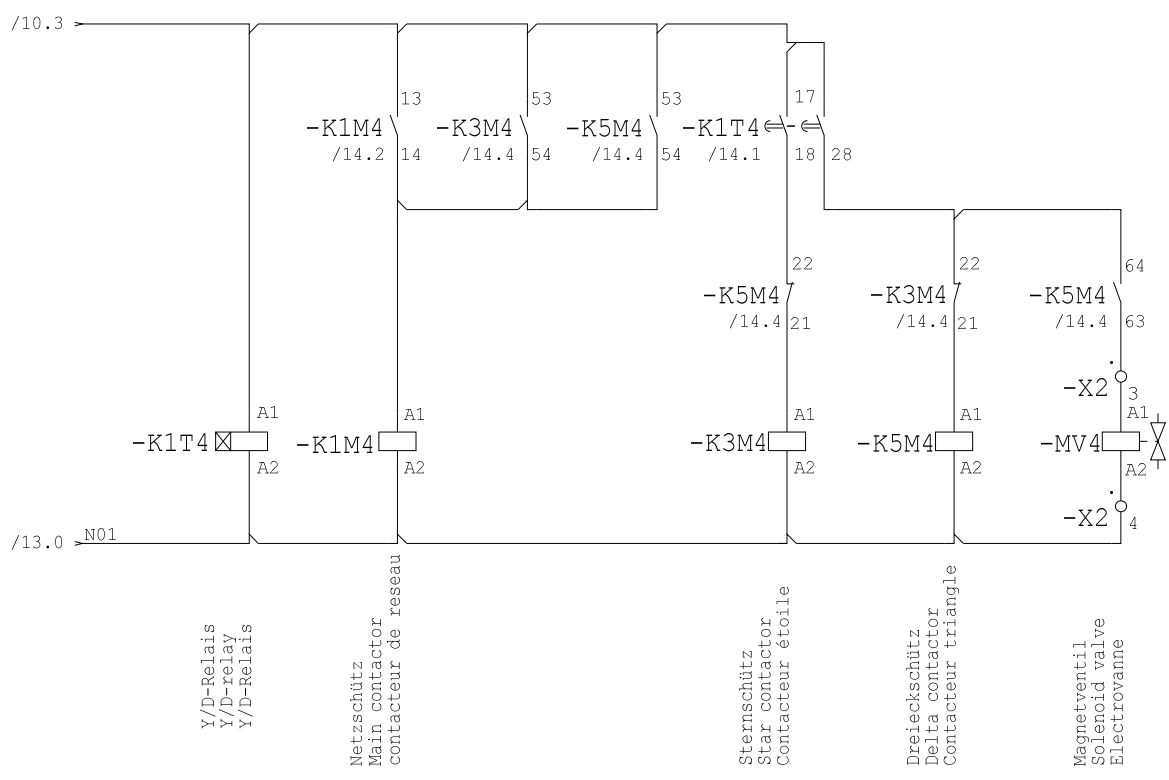 /10.3
13
53
53
17
-K1M4
-K3M4
-K5M4
-K1T4
/14.2
14
/14.4
54
/14.4
54
/14.1
18
28
22
22
64
-K5M4
-K3M4
-K5M4
/14.4
21
/14.4
21
/14.4
63
-X2
3
A1
A1
A1
A1
A1
-K1T4
-K1M4
-K3M4
-K5M4
-MV4
A2
A2
A2
A2
A2
-X2
4
/13.0
N01
Y/D-Relais
Y/D-relay
Y/D-Relais
Netzschütz
Main contactor
contacteur de reseau
Sternschütz
Star contactor
Contacteur étoile
Dreieckschütz
Delta contactor
Contacteur triangle
Magnetventil
Solenoid valve
Electrovanne